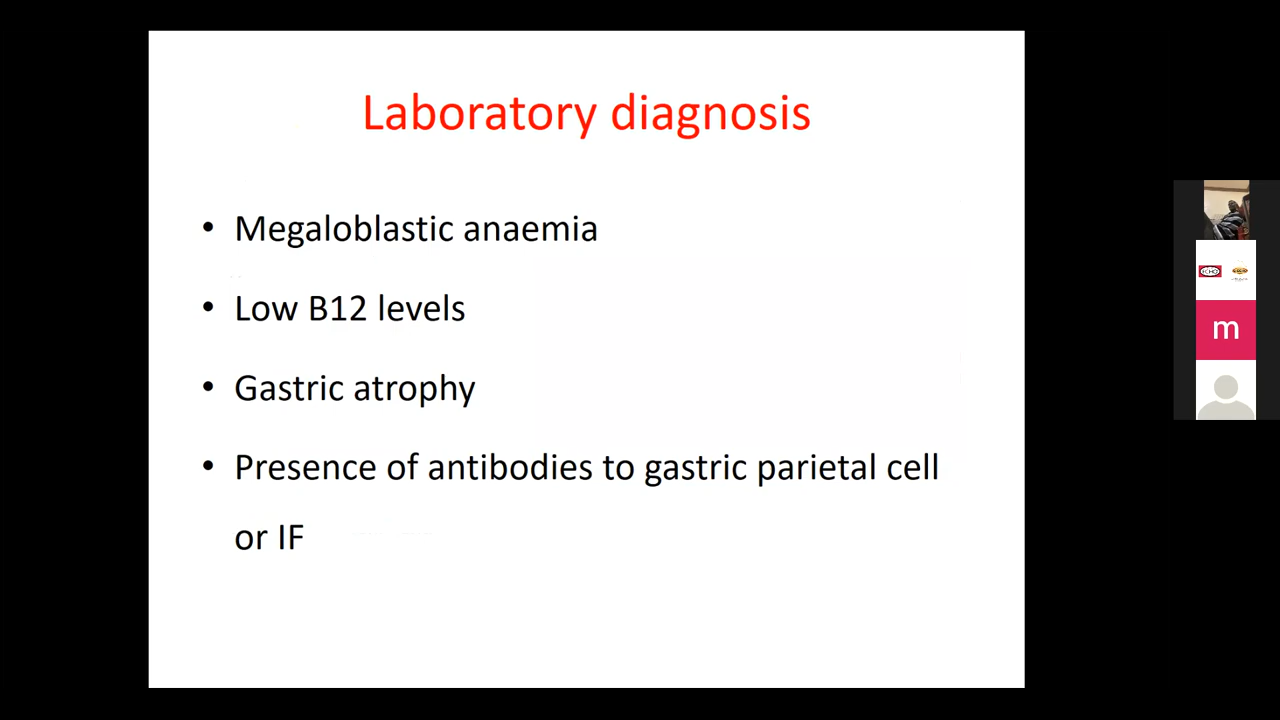 Laboratory diagnosis
• Megaloblastic anaemia
• Low B12 levels
• Gastric atrophy
• Presence of antibodies to gastric parietal cell
or IF
m